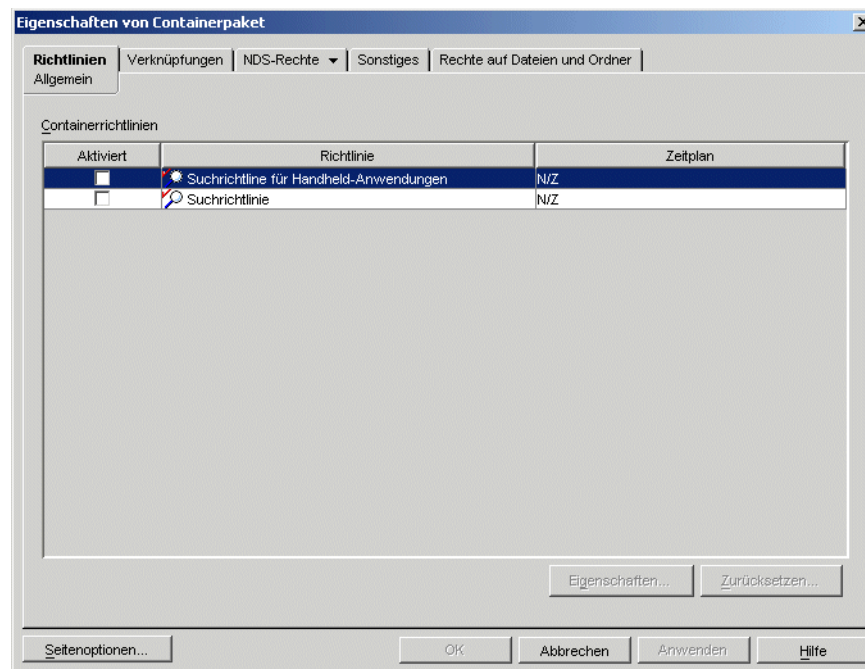 Eigenschaften von Containerpaket
Richtlinien Verknüpfungen NDS-Rechte Sonstiges Rechte auf Dateien und Ordner
Allgemein
Containerrichtlinien
Aktiviert Richtlinie Zeitplan
Suchrichtline für Handheld-Anwendungen N/Z
Suchrichtlinie N/Z
Eigenschaften... Zurücksetzen...
Seitenoptionen... OK Abbrechen Anwenden Hilfe